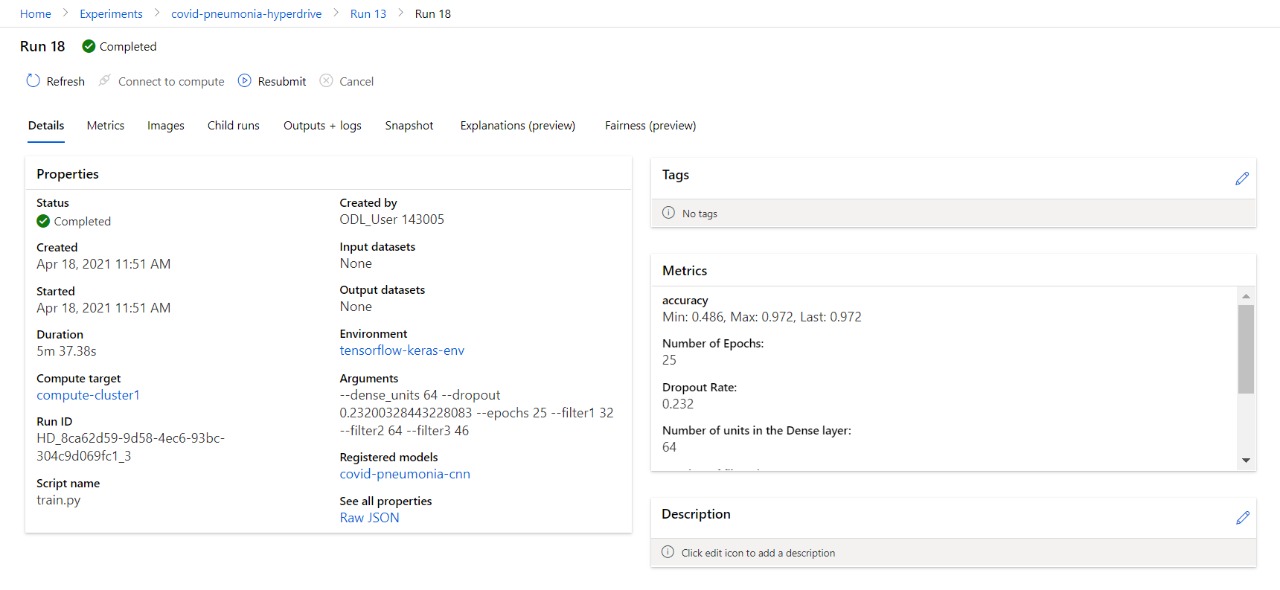 Home > Experiments > covid-pneumonia-hyperdrive > Run 13 > Run 18
Run 18 Completed
Refresh Connect to compute Resubmit Cancel
Details Metrics Images Child runs Outputs + logs Snapshot Explanations (preview) Fairness (preview)
Properties
Status
Completed
Created
Apr 18, 2021 11:51 AM
Started
Apr 18, 2021 11:51 AM
Duration
5m 37.38s
Compute target
compute-cluster1
Run ID
HD_8ca62d59-9d58-4ec6-93bc-
304c9d069fc1_3
Script name
train.py
Created by
ODL_User 143005
Input datasets
None
Output datasets
None
Environment
tensorflow-keras-env
Arguments
--dense_units 64 --dropout
0.23200328443228083 --epochs 25 --filter1 32
--filter2 64 --filter3 46
Registered models
covid-pneumonia-cnn
See all properties
Raw JSON
Tags
No tags
Metrics
accuracy
Min: 0.486, Max: 0.972, Last: 0.972
Number of Epochs:
25
Dropout Rate:
0.232
Number of units in the Dense layer:
64
Description
Click edit icon to add a description